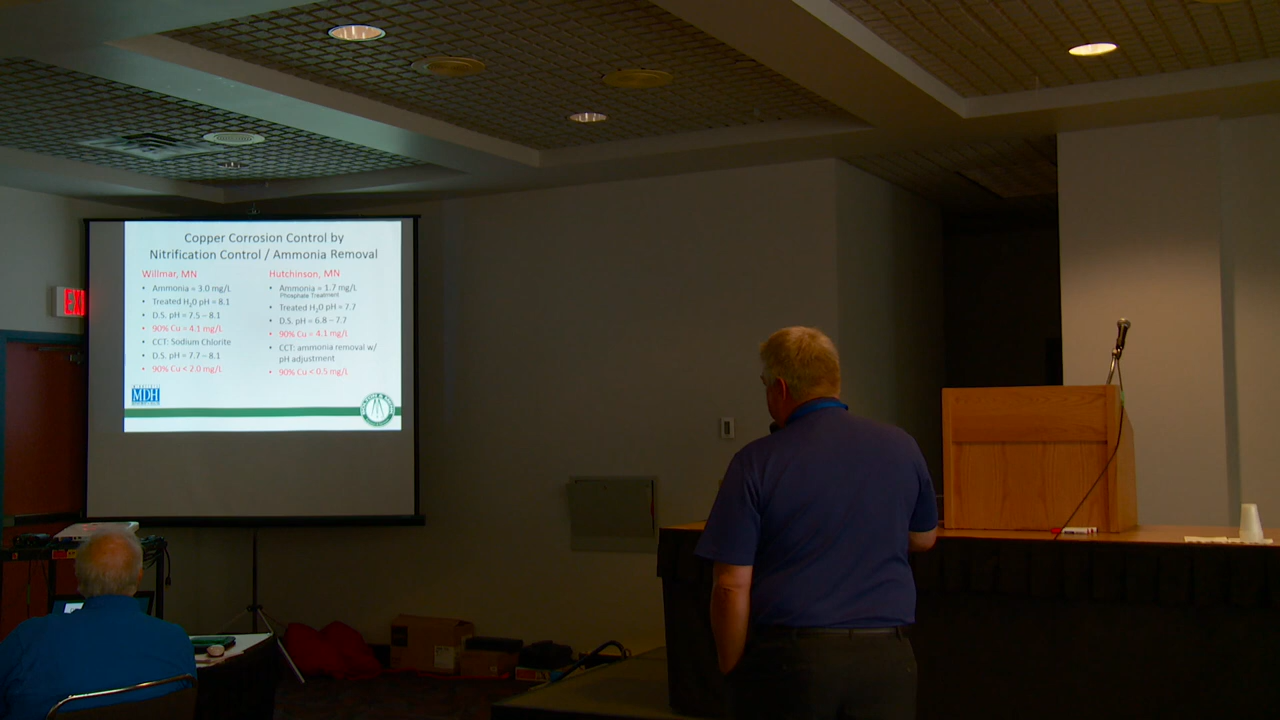 Copper Corrosion Control by
Nitrification Control / Ammonia Removal
Willmar, MN
• Ammonia = 3.0 mg/L
• Treated H₂0 pH = 8.1
• D.S. pH = 7.5 – 8.1
• 90% Cu = 4.1 mg/L
• CCT: Sodium Chlorite
• D.S. pH = 7.7 – 8.1
• 90% Cu < 2.0 mg/L
Hutchinson, MN
• Ammonia = 1.7 mg/L
Phosphate Treatment
• Treated H₂0 pH = 7.7
• D.S. pH = 6.8 – 7.7
• 90% Cu = 4.1 mg/L
• CCT: ammonia removal w/
pH adjustment
• 90% Cu < 0.5 mg/L
MDH
EXI